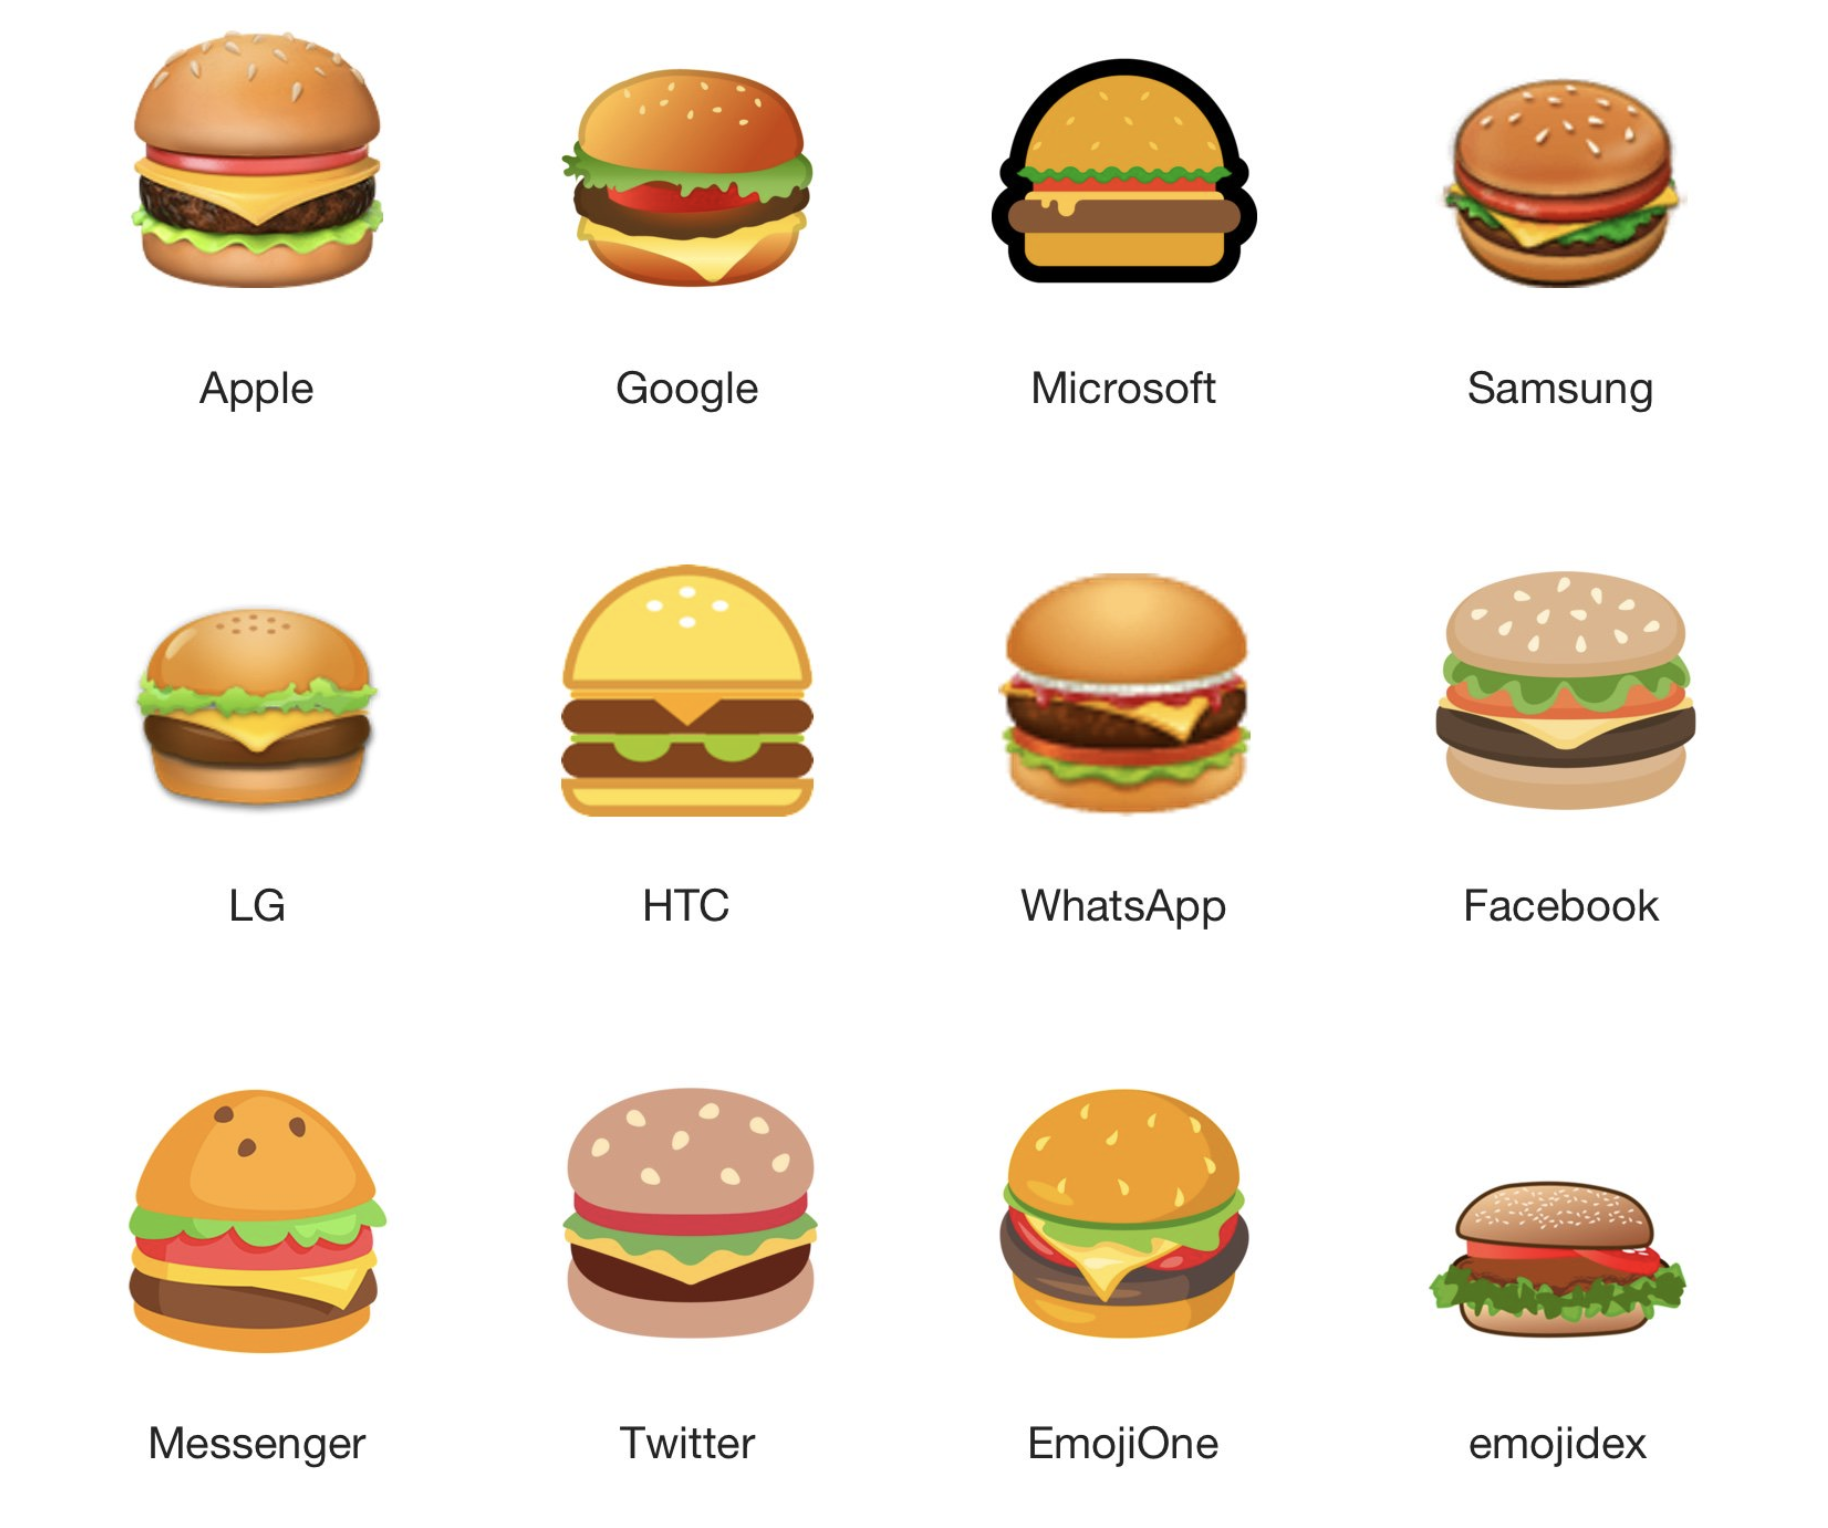 Apple
Google
Microsoft
Samsung
LG
HTC
WhatsApp
Facebook
Messenger
Twitter
EmojiOne
emojidex